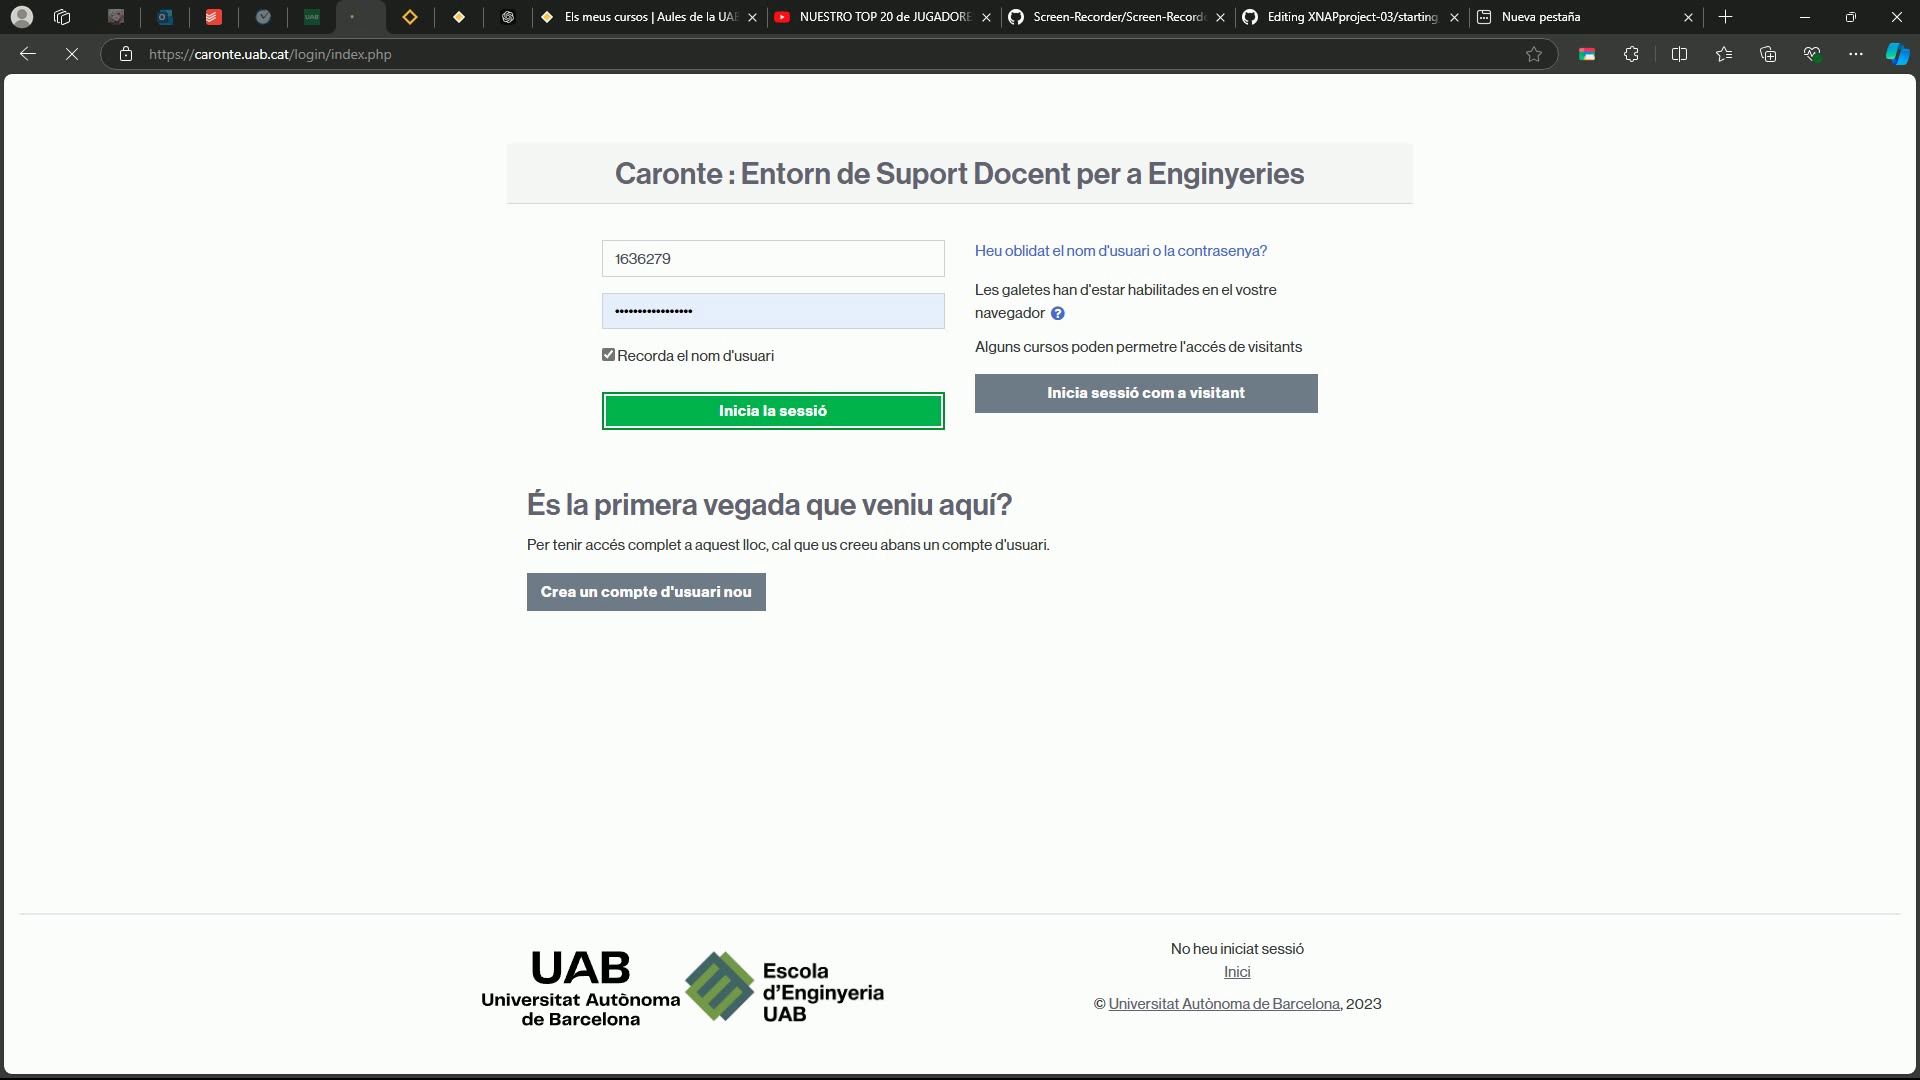 UAB
Els meus cursos | Aules de la UAB
NUESTRO TOP 20 de JUGADORE
Screen-Recorder/Screen-Recorde
Editing XNAPproject-03/starting
Nueva pestaña
https://caronte.uab.cat/login/index.php
Caronte : Entorn de Suport Docent per a Enginyeries
1636279
Heu oblidat el nom d'usuari o la contrasenya?
Les galetes han d'estar habilitades en el vostre
navegador
Recorda el nom d'usuari
Alguns cursos poden permetre l'accés de visitants
Inicia la sessió
Inicia sessió com a visitant
És la primera vegada que veniu aquí?
Per tenir accés complet a aquest lloc, cal que us creeu abans un compte d'usuari.
Crea un compte d'usuari nou
UAB
Universitat Autònoma
de Barcelona
Escola
d'Enginyeria
UAB
No heu iniciat sessió
Inici
© Universitat Autònoma de Barcelona, 2023